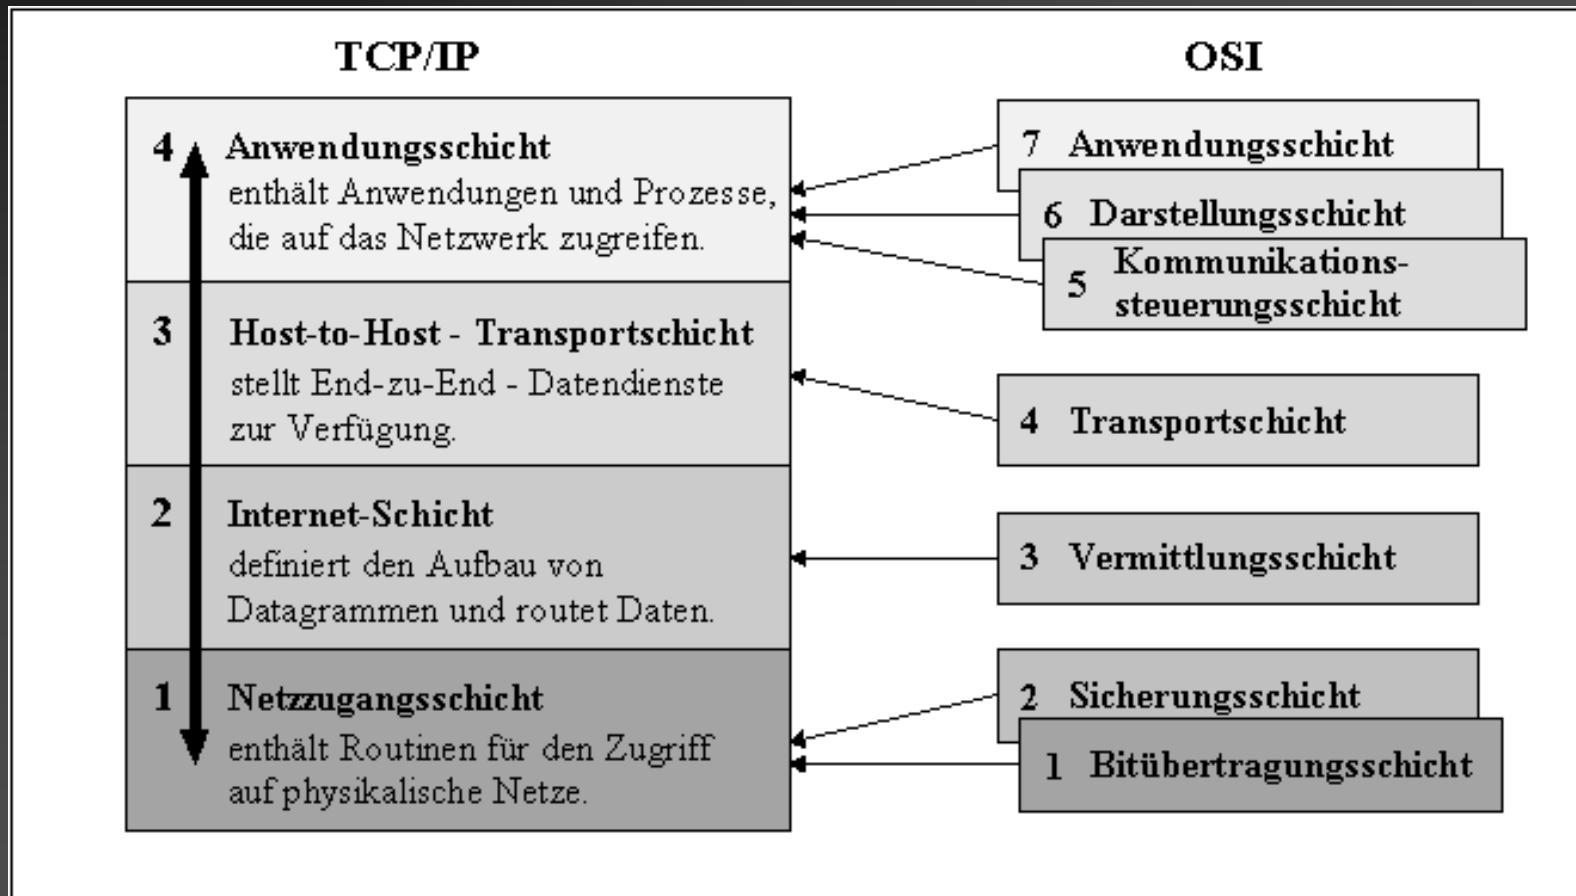 TCP/IP
4 Anwendungsschicht
enthält Anwendungen und Prozesse,
die auf das Netzwerk zugreifen.
3 Host-to-Host - Transportschicht
stellt End-zu-End - Datendienste
zur Verfügung.
2 Internet-Schicht
definiert den Aufbau von
Datagrammen und routet Daten.
1 Netzzugangsschicht
enthält Routinen für den Zugriff
auf physikalische Netze.
OSI
7 Anwendungsschicht
6 Darstellungsschicht
5 Kommunikations-
steuerungsschicht
4 Transportschicht
3 Vermittlungsschicht
2 Sicherungsschicht
1 Bitübertragungsschicht